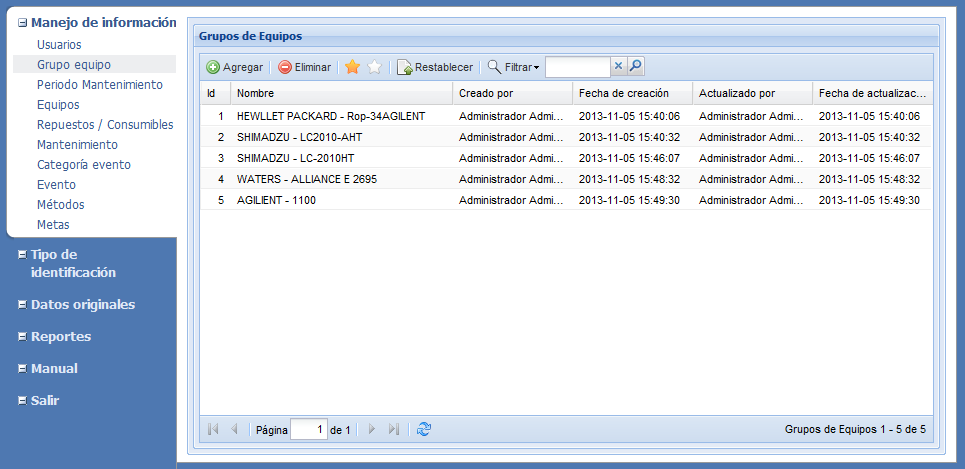 Manejo de información
Usuarios
Grupo equipo
Periodo Mantenimiento
Equipos
Repuestos / Consumibles
Mantenimiento
Categoría evento
Evento
Métodos
Metas
Tipo de
identificación
Datos originales
Reportes
Manual
Salir
Grupos de Equipos
Agregar Eliminar Restablecer Filtrar
Id Nombre Creado por Fecha de creación Actualizado por Fecha de actualizac...
1 HEWLLET PACKARD - Rop-34AGILENT Administrador Admi... 2013-11-05 15:40:06 Administrador Admi... 2013-11-05 15:40:06
2 SHIMADZU - LC2010-AHT Administrador Admi... 2013-11-05 15:40:32 Administrador Admi... 2013-11-05 15:40:32
3 SHIMADZU - LC-2010HT Administrador Admi... 2013-11-05 15:46:07 Administrador Admi... 2013-11-05 15:46:07
4 WATERS - ALLIANCE E 2695 Administrador Admi... 2013-11-05 15:48:32 Administrador Admi... 2013-11-05 15:48:32
5 AGILIENT - 1100 Administrador Admi... 2013-11-05 15:49:30 Administrador Admi... 2013-11-05 15:49:30
Página 1 de 1 Grupos de Equipos 1 - 5 de 5